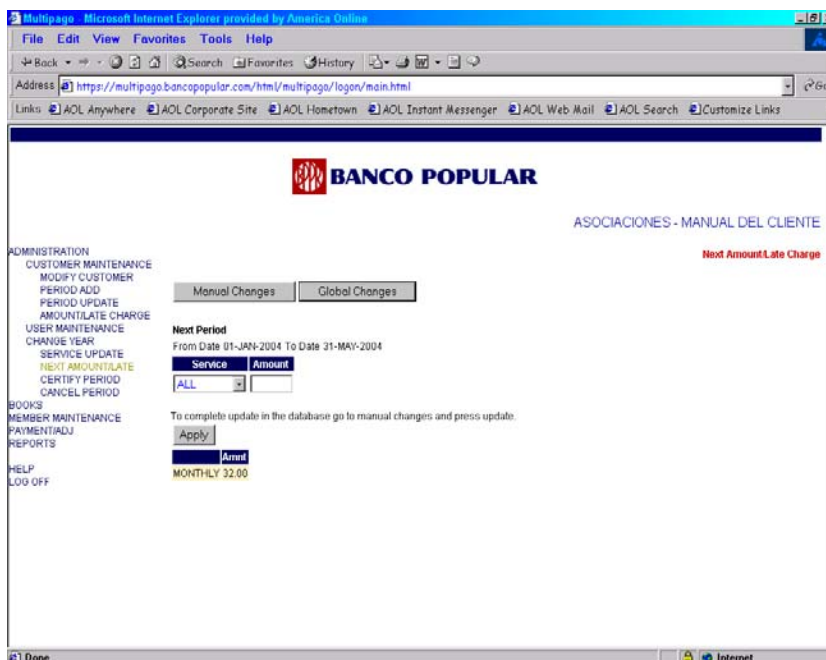 Multipago - Microsoft Internet Explorer provided by America Online
File Edit View Favorites Tools Help
Back Search Favorites History
Address https://multipago.bancopopular.com/html/multipago/logon/main.html
Links AOL Anywhere AOL Corporate Site AOL Hometown AOL Instant Messenger AOL Web Mail AOL Search Customize Links
BANCO POPULAR
ASOCIACIONES - MANUAL DEL CLIENTE
Next Amount/Late Charge
ADMINISTRATION
CUSTOMER MAINTENANCE
MODIFY CUSTOMER
PERIOD ADD
PERIOD UPDATE
AMOUNT/LATE CHARGE
USER MAINTENANCE
CHANGE YEAR
SERVICE UPDATE
NEXT AMOUNT/LATE
CERTIFY PERIOD
CANCEL PERIOD
BOOKS
MEMBER MAINTENANCE
PAYMENT/ADJ
REPORTS
HELP
LOG OFF
Manual Changes Global Changes
Next Period
From Date 01-JAN-2004 To Date 31-MAY-2004
Service Amount
ALL
To complete update in the database go to manual changes and press update.
Apply
Amnt
MONTHLY 32.00
Done Internet